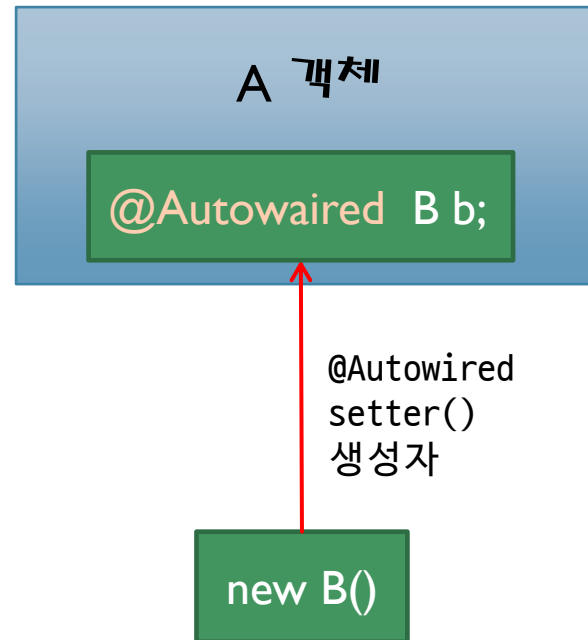 A 객체
@Autowaired B b;
@Autowired
setter()
생성자
new B()